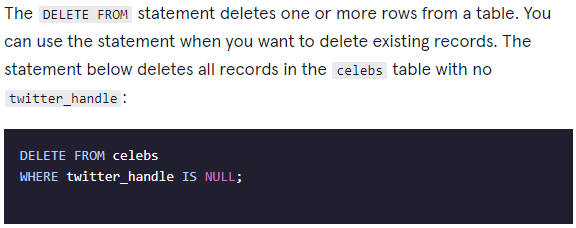 The DELETE FROM statement deletes one or more rows from a table. You
can use the statement when you want to delete existing records. The
statement below deletes all records in the celebs table with no
twitter_handle:
DELETE FROM celebs
WHERE twitter_handle IS NULL;